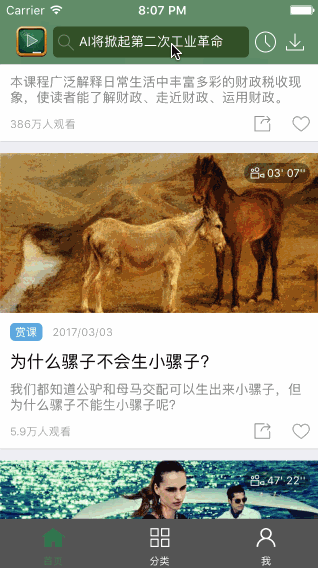 Carrier 8:07 PM
AI将掀起第二次工业革命
本课程广泛解释日常生活中丰富多彩的财政税收现
象，使读者能了解财政、走近财政、运用财政。
386万人观看
03' 07''
赏课 2017/03/03
为什么骡子不会生小骡子？
我们都知道公驴和母马交配可以生出来小骡子，但
为什么骡子不能生小骡子呢？
5.9万人观看
47' 22''
首页 分类 我